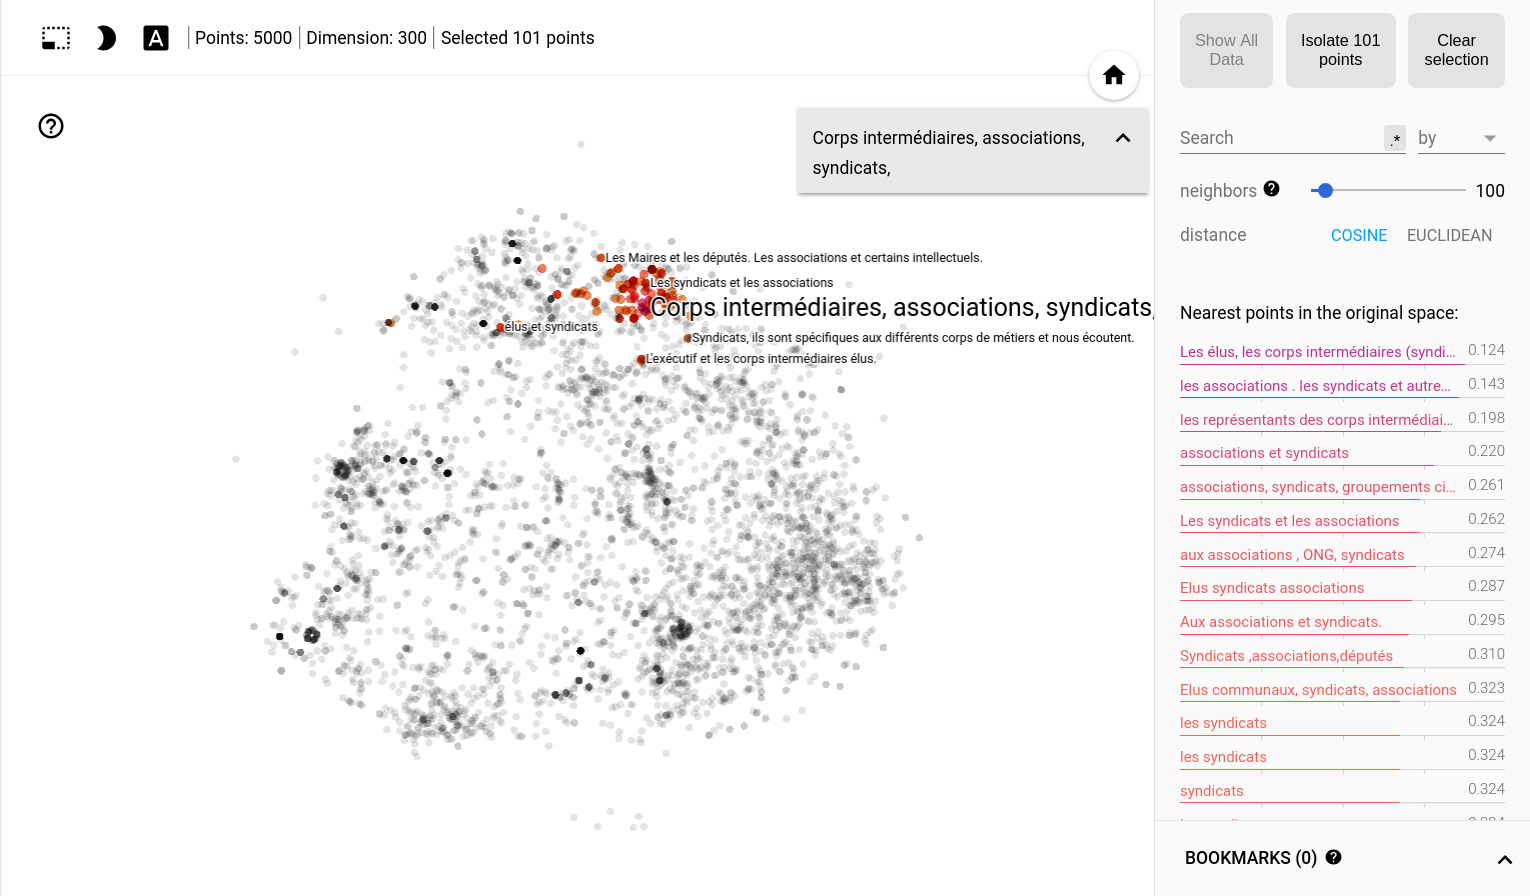 A
Points: 5000
Dimension: 300
Selected 101 points
Show All
Data
Isolate 101
points
Clear
selection
Corps intermédiaires, associations,
syndicats,
Search
.*
by
neighbors
100
distance
COSINE
EUCLIDEAN
Les Maires et les députés. Les associations et certains intellectuels.
Les syndicats et les associations
Corps intermédiaires, associations, syndicats,
élus et syndicats
Syndicats, ils sont spécifiques aux différents corps de métiers et nous écoutent.
L'exécutif et les corps intermédiaires élus.
Nearest points in the original space:
Les élus, les corps intermédiaires (syndi... 0.124
les associations . les syndicats et autre... 0.143
les représentants des corps intermédiai... 0.198
associations et syndicats 0.220
associations, syndicats, groupements ci... 0.261
Les syndicats et les associations 0.262
aux associations , ONG, syndicats 0.274
Elus syndicats associations 0.287
Aux associations et syndicats. 0.295
Syndicats ,associations,députés 0.310
Elus communaux, syndicats, associations 0.323
les syndicats 0.324
les syndicats 0.324
syndicats 0.324
BOOKMARKS (0)